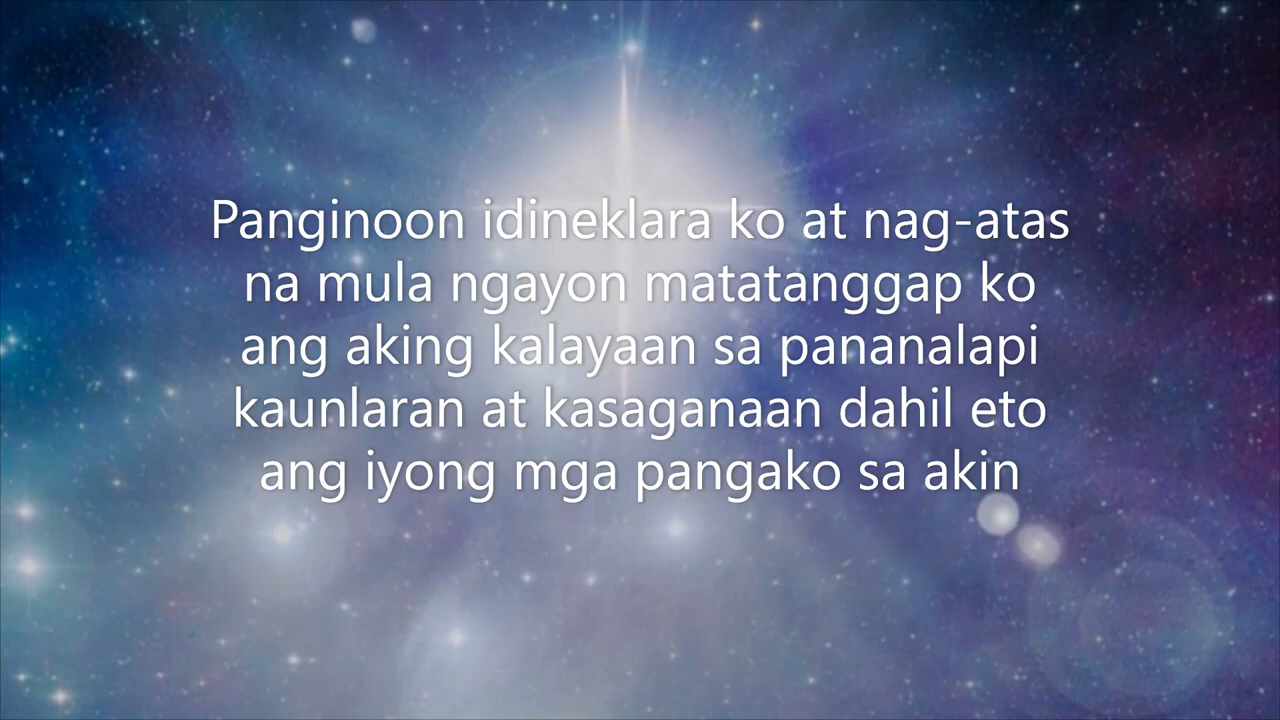 Panginoon idineklara ko at nag-atas
na mula ngayon matatanggap ko
ang aking kalayaan sa pananalapi
kaunlaran at kasaganaan dahil eto
ang iyong mga pangako sa akin